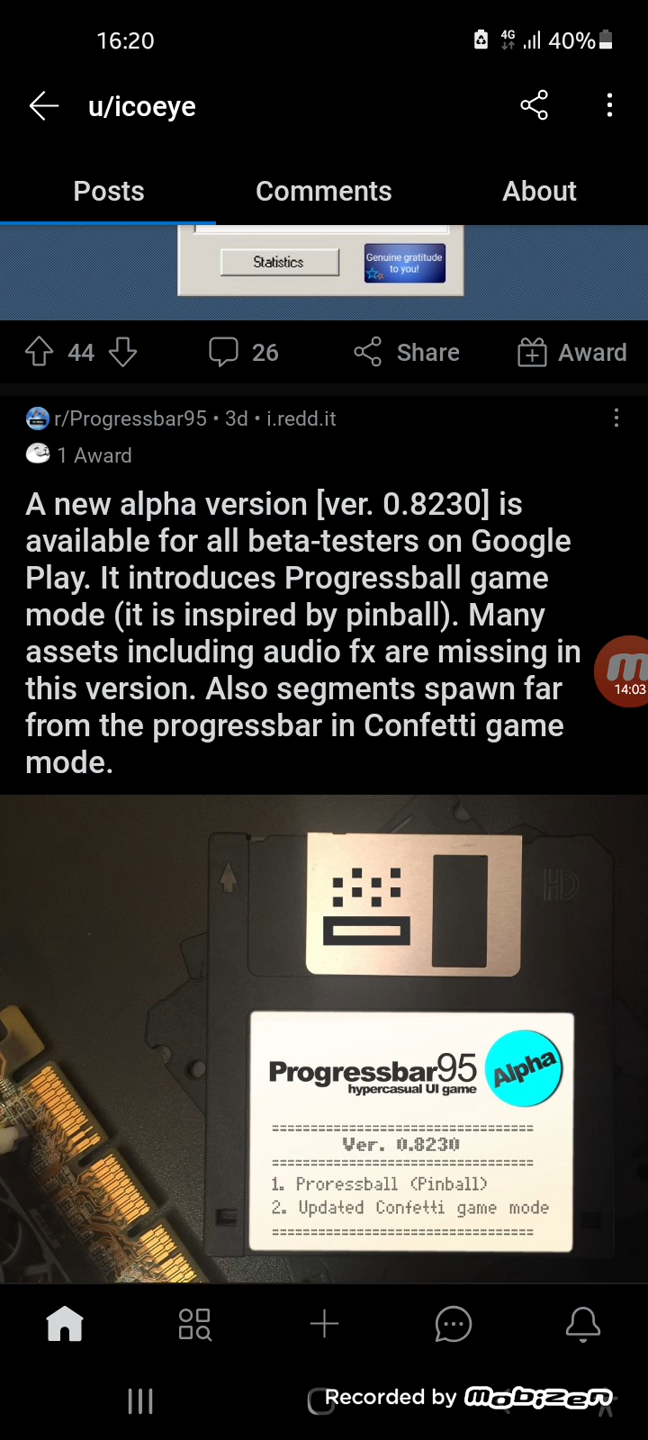 16:20
4G
40%
u/icoeye
Posts
Comments
About
Statistics
Genuine gratitude
to you!
44
26
Share
Award
r/Progressbar95 • 3d • i.redd.it
1 Award
A new alpha version [ver. 0.8230] is
available for all beta-testers on Google
Play. It introduces Progressball game
mode (it is inspired by pinball). Many
assets including audio fx are missing in
this version. Also segments spawn far
from the progressbar in Confetti game
mode.
14:03
HD
Progressbar95
hypercasual UI game
Alpha
==================================
Ver. 0.8230
==================================
1. Proressball (Pinball)
2. Updated Confetti game mode
==================================
Recorded by mobizen